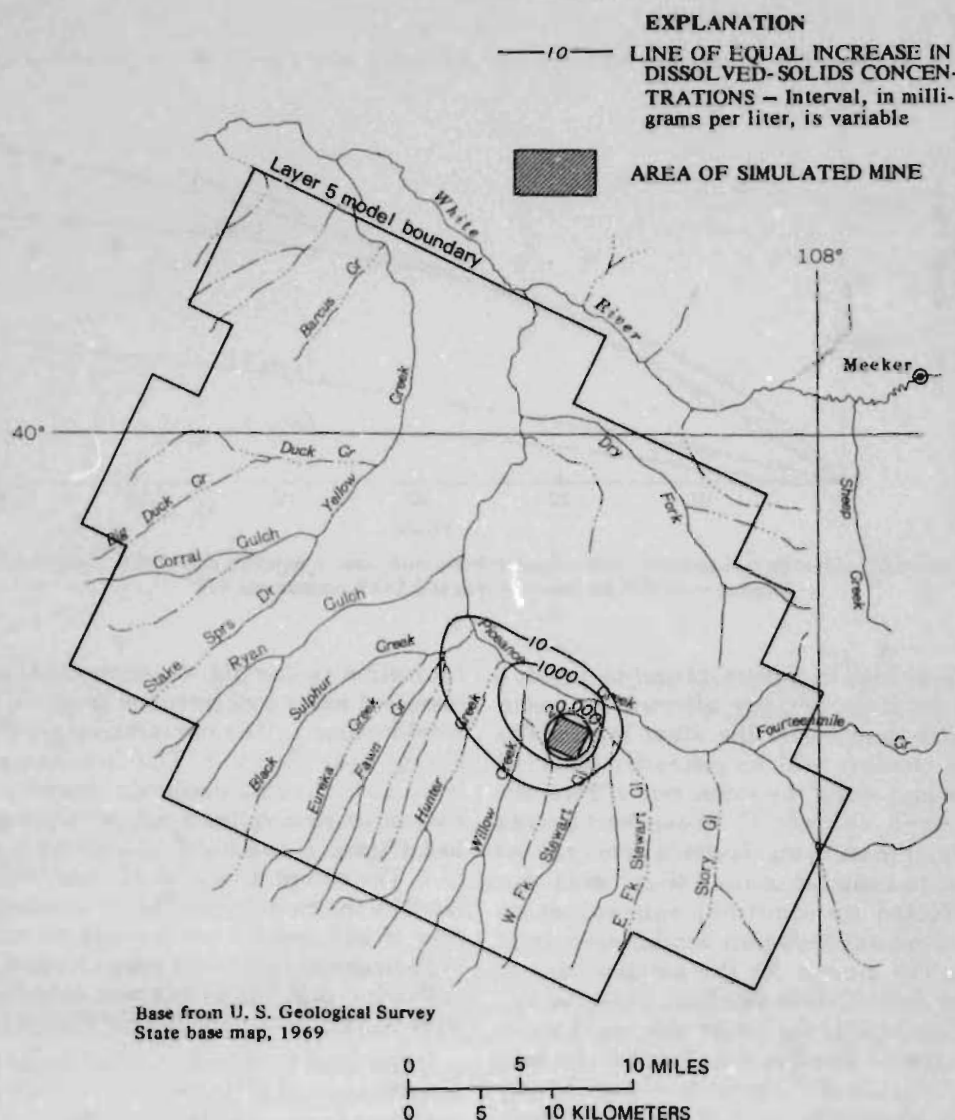 EXPLANATION
—10— LINE OF EQUAL INCREASE IN
DISSOLVED-SOLIDS CONCEN-
TRATIONS — Interval, in milli-
grams per liter, is variable
AREA OF SIMULATED MINE
Layer 5 model boundary
White
River
108°
Meeker
Barcus Cr
Creek
40°
Duck Cr
Big Duck Cr
Yellow
Dry
Fork
Sheep
Creek
Corral Gulch
Stake Sprs Dr
Ryan Gulch
Piceance
Creek
10
1000
20,000
Black Sulphur Creek
Eureka Creek
Fawn Cr
Hunter Creek
Willow Creek
W Fk Stewart Gl
E Fk Stewart Gl
Story Gl
Fourteenmile Cr
Base from U. S. Geological Survey
State base map, 1969
0 5 10 MILES
0 5 10 KILOMETERS